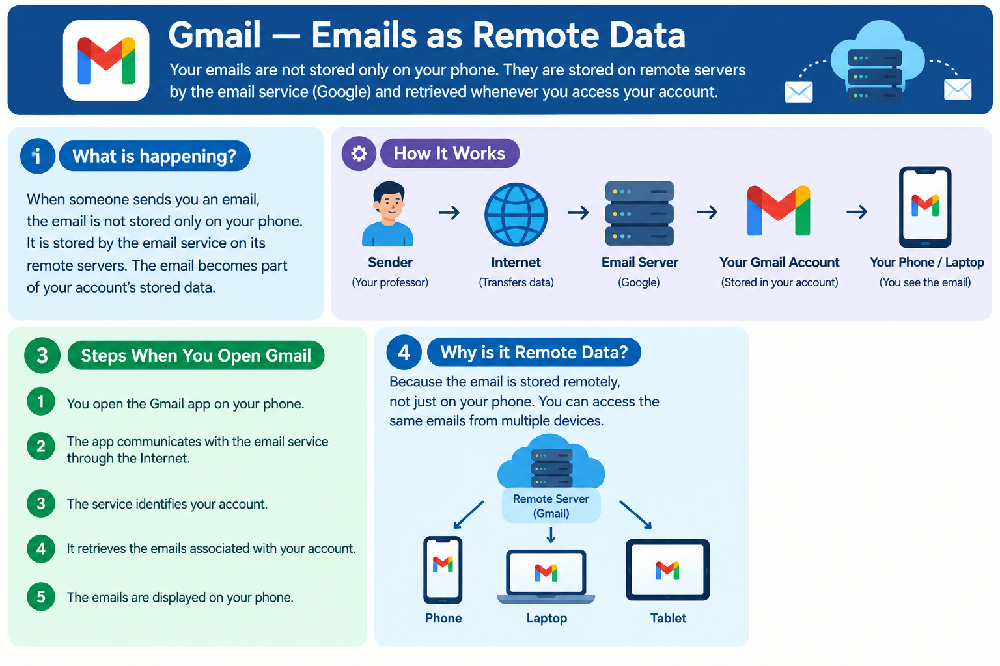 Gmail — Emails as Remote Data
Your emails are not stored only on your phone. They are stored on remote servers
by the email service (Google) and retrieved whenever you access your account.
i
What is happening?
When someone sends you an email,
the email is not stored only on your phone.
It is stored by the email service on its
remote servers. The email becomes part
of your account's stored data.
How It Works
Sender
(Your professor)
Internet
(Transfers data)
Email Server
(Google)
Your Gmail Account
(Stored in your account)
Your Phone / Laptop
(You see the email)
3
Steps When You Open Gmail
1
You open the Gmail app on your phone.
2
The app communicates with the email service
through the Internet.
3
The service identifies your account.
4
It retrieves the emails associated with your account.
5
The emails are displayed on your phone.
4
Why is it Remote Data?
Because the email is stored remotely,
not just on your phone. You can access the
same emails from multiple devices.
Remote Server
(Gmail)
Phone
Laptop
Tablet